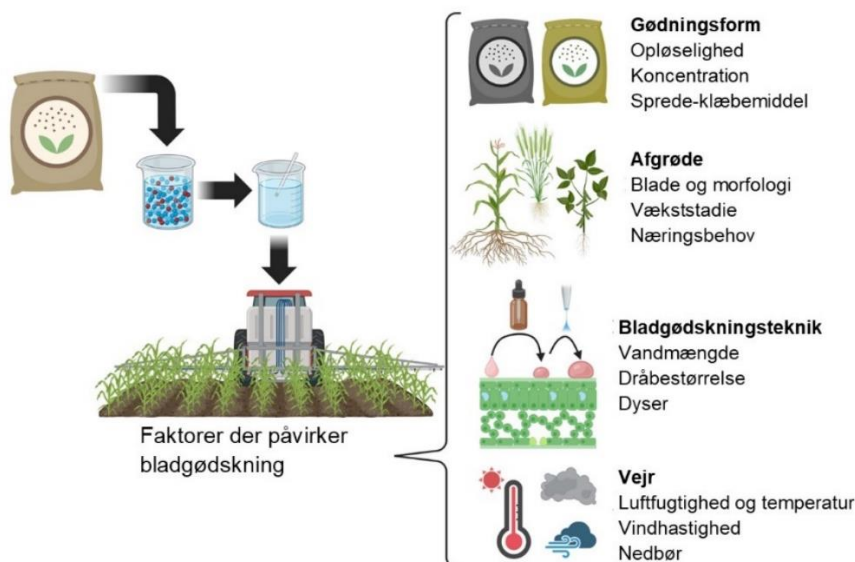 Gødningsform
Opløselighed
Koncentration
Sprede-klæbemiddel
Afgrøde
Blade og morfologi
Vækststadie
Næringsbehov
Bladgødskningsteknik
Vandmængde
Dråbestørrelse
Dyser
Faktorer der påvirker
bladgødskning
Vejr
Luftfugtighed og temperatur
Vindhastighed
Nedbør